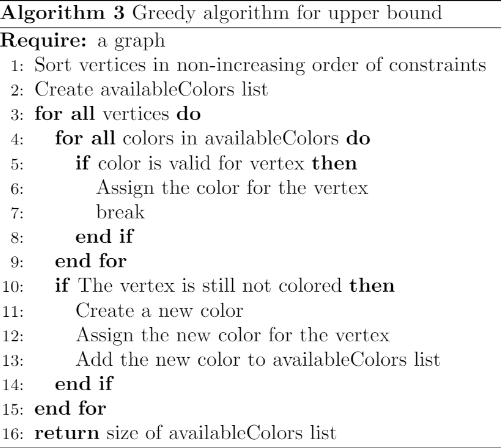 Algorithm 3 Greedy algorithm for upper bound
Require: a graph
1: Sort vertices in non-increasing order of constraints
2: Create availableColors list
3: for all vertices do
4: for all colors in availableColors do
5: if color is valid for vertex then
6: Assign the color for the vertex
7: break
8: end if
9: end for
10: if The vertex is still not colored then
11: Create a new color
12: Assign the new color for the vertex
13: Add the new color to availableColors list
14: end if
15: end for
16: return size of availableColors list